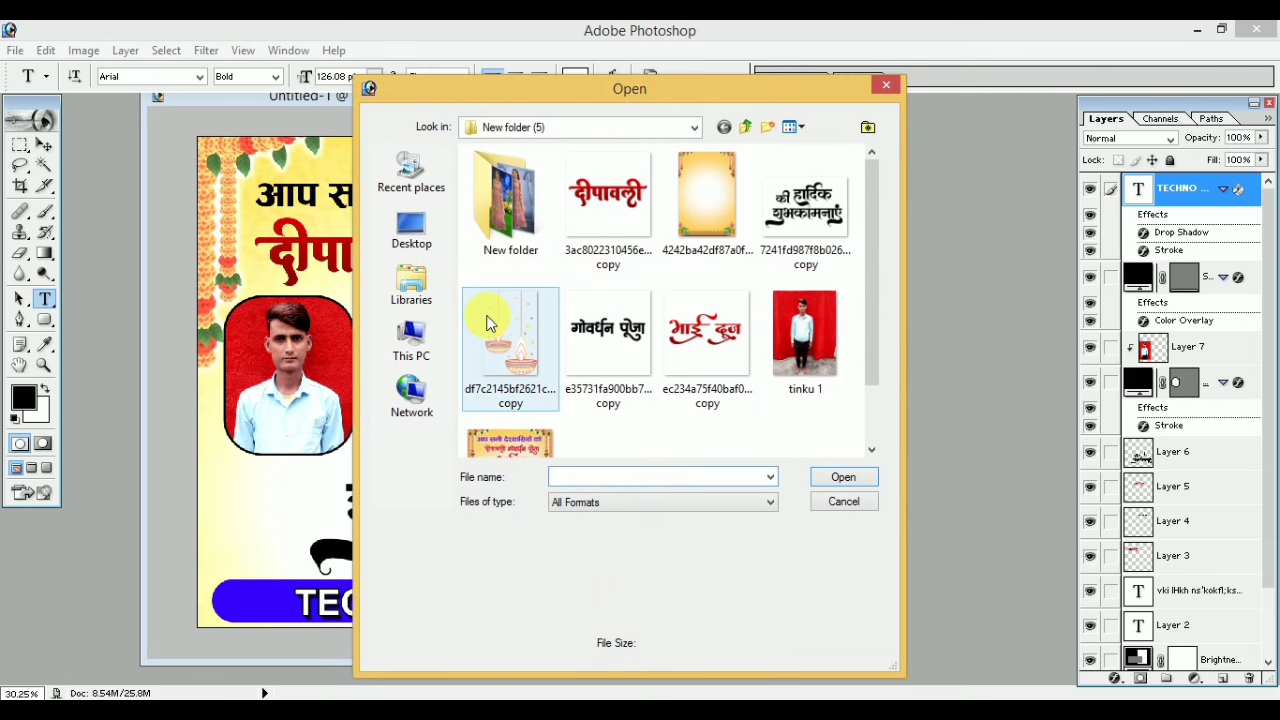 Adobe Photoshop
File Edit Image Layer Select Filter View Window Help
T Arial Bold 126.08
Untitled-1 @
Open
Look in: New folder (5)
Recent places
Desktop
Libraries
This PC
Network
दीपावली
की हार्दिक
शुभकामनाएं
New folder
3ac8022310456e...
copy
4242ba42df87a0f...
copy
7241fd987f8b026...
copy
गोवर्धन पूजा
भाई दूज
df7c2145bf2621c...
copy
e35731fa900bb7...
copy
ec234a75f40baf0...
copy
tinku 1
File name:
Open
Files of type: All Formats
Cancel
File Size:
आप स
दीपा
TEC
Layers Channels Paths
Normal Opacity: 100%
Lock: Fill: 100%
T TECHNO ...
Effects
Drop Shadow
Stroke
S...
Effects
Color Overlay
Layer 7
...
Effects
Stroke
Layer 6
Layer 5
Layer 4
Layer 3
T vki lHkh ns'kokfl;ks...
T Layer 2
Brightne...
30.25% Doc: 8.54M/25.8M